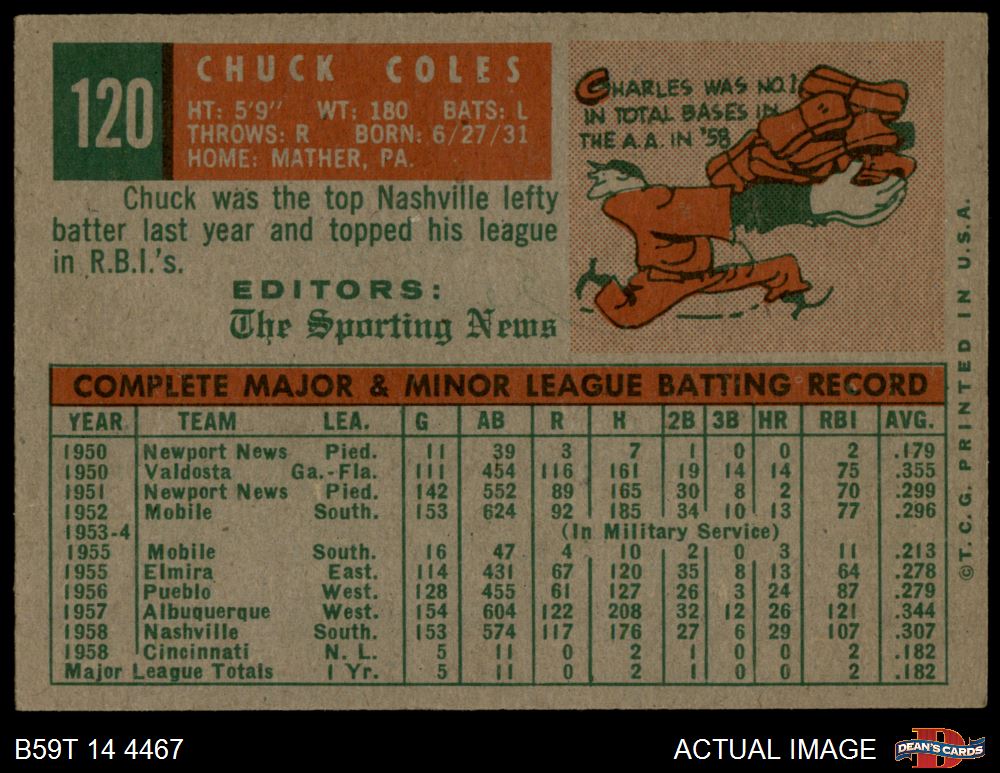 120
CHUCK COLES
HT: 5'9" WT: 180 BATS: L
THROWS: R BORN: 6/27/31
HOME: MATHER, PA.
CHARLES WAS NO.1
IN TOTAL BASES IN
THE A.A. IN '58
Chuck was the top Nashville lefty
batter last year and topped his league
in R.B.I.'s.
EDITORS:
The Sporting News
COMPLETE MAJOR & MINOR LEAGUE BATTING RECORD
YEAR TEAM LEA. G AB R H 2B 3B HR RBI AVG.
1950 Newport News Pied. 11 39 3 7 1 0 0 2 .179
1950 Valdosta Ga.-Fla. 111 454 116 161 19 14 14 75 .355
1951 Newport News Pied. 142 552 89 165 30 8 2 70 .299
1952 Mobile South. 153 624 92 185 34 10 13 77 .296
1953-4 (In Military Service)
1955 Mobile South. 16 47 4 10 2 0 3 11 .213
1955 Elmira East. 114 431 67 120 35 8 13 64 .278
1956 Pueblo West. 128 455 61 127 26 3 24 87 .279
1957 Albuquerque West. 154 604 122 208 32 12 26 121 .344
1958 Nashville South. 153 574 117 176 27 6 29 107 .307
1958 Cincinnati N. L. 5 11 0 2 1 0 0 2 .182
Major League Totals 1 Yr. 5 11 0 2 1 0 0 2 .182
© T.C.G. PRINTED IN U.S.A.
B59T 14 4467
ACTUAL IMAGE
D
DEAN'S CARDS